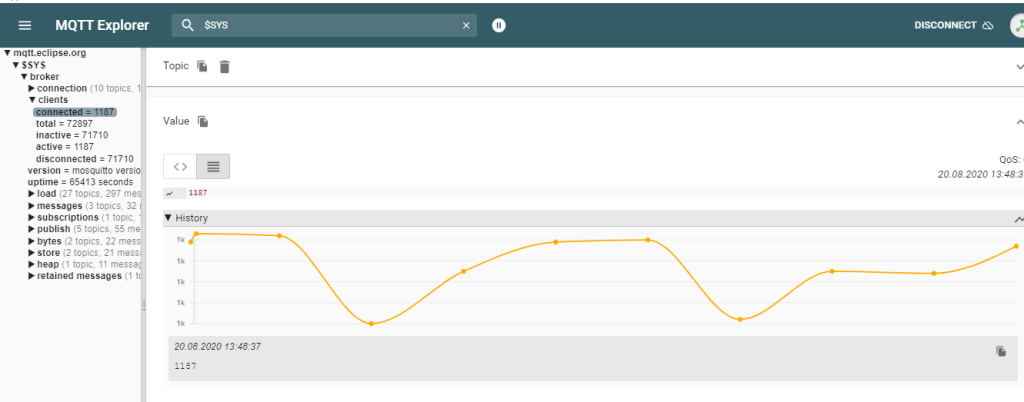 MQTT Explorer
$SYS
DISCONNECT
▼ mqtt.eclipse.org
▼ $SYS
▼ broker
▶ connection (10 topics, 1
▼ clients
connected = 1187
total = 72897
inactive = 71710
active = 1187
disconnected = 71710
version = mosquitto versio
uptime = 65413 seconds
▶ load (27 topics, 297 mes
▶ messages (3 topics, 32
▶ subscriptions (1 topic,
▶ publish (5 topics, 55 me
▶ bytes (2 topics, 22 mess
▶ store (2 topics, 21 mess
▶ heap (1 topic, 11 messag
▶ retained messages (1 to
Topic
Value
QoS:
20.08.2020 13:48:3
1187
▼ History
1k
1k
1k
1k
1k
20.08.2020 13:48:37
1187